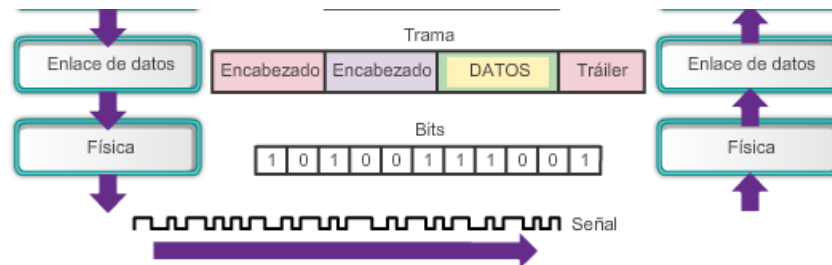 Trama
Enlace de datos
Encabezado Encabezado DATOS Tráiler
Enlace de datos
Bits
Física
1 0 1 0 0 1 1 1 0 0 1
Física
Señal